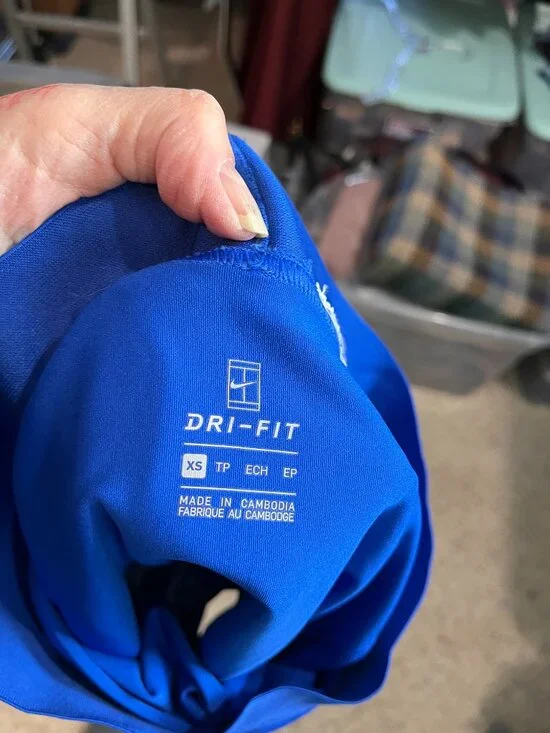 DRI-FIT
XS TP ECH EP
MADE IN CAMBODIA
FABRIQUE AU CAMBODGE